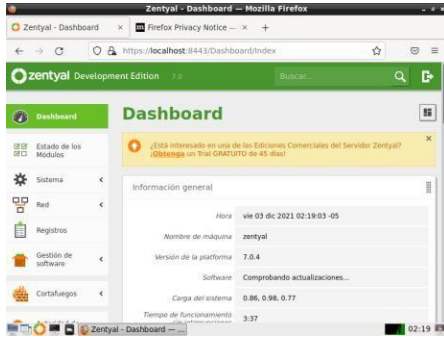 Zentyal - Dashboard — Mozilla Firefox
Zentyal - Dashboard
Firefox Privacy Notice —
https://localhost:8443/Dashboard/Index
zentyal Development Edition 7.0
Buscar...
Dashboard
Dashboard
¿Está interesado en una de las Ediciones Comerciales del Servidor Zentyal?
¡Obtenga un Trial GRATUITO de 45 días!
Estado de los
Módulos
Sistema
Red
Registros
Gestión de
software
Cortafuegos
Información general
Hora vie 03 dic 2021 02:19:03 -05
Nombre de máquina zentyal
Versión de la platforma 7.0.4
Software Comprobando actualizaciones...
Carga del sistema 0.86, 0.98, 0.77
Tiempo de funcionamiento
sin interrupciones 3:37
Zentyal - Dashboard — ...
02:19